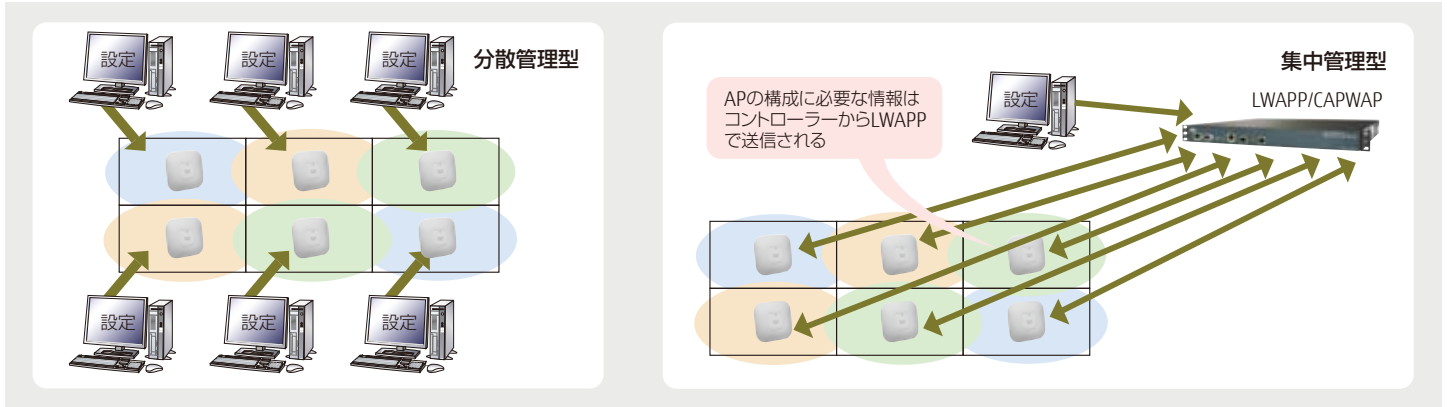 設定
設定
設定
分散管理型
設定
設定
設定
集中管理型
LWAPP/CAPWAP
設定
APの構成に必要な情報は
コントローラーからLWAPP
で送信される